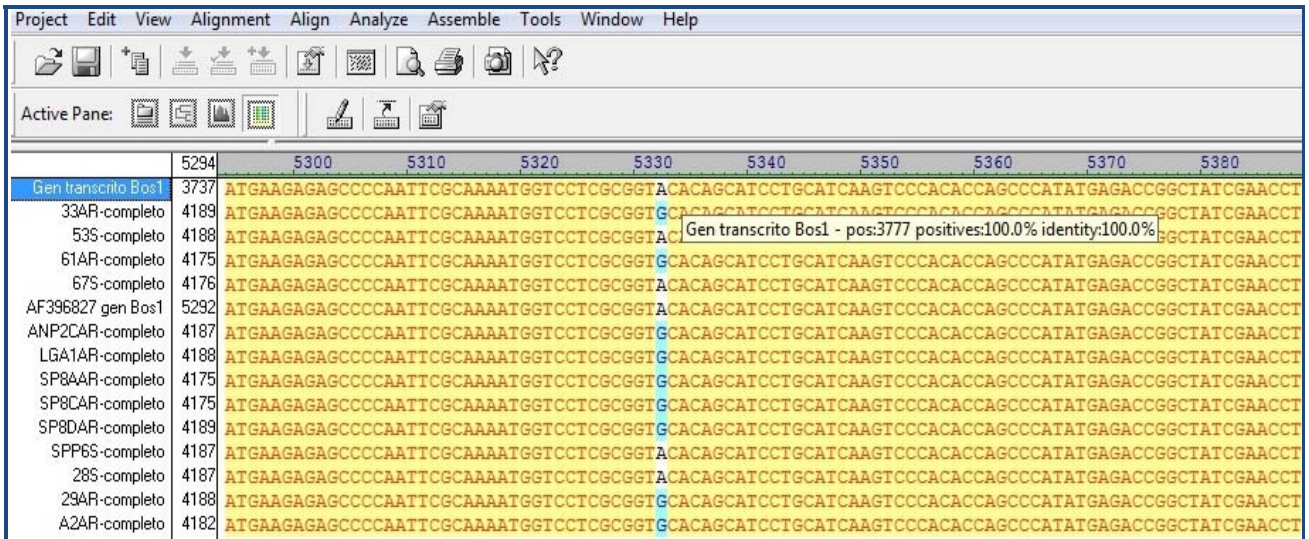 Project Edit View Alignment Align Analyze Assemble Tools Window Help
Active Pane:
5294 5300 5310 5320 5330 5340 5350 5360 5370 5380
Gen transcrito Bos1 3737 ATGAAGAGAGCCCCAATTCGCAAAATGGTCCTCGCGGTACACAGCATCCTGCATCAAGTCCCACACCAGCCCATATGAGACCGGCTATCGAACCT
33AR-completo 4189 ATGAAGAGAGCCCCAATTCGCAAAATGGTCCTCGCGGTGCACAGCATCCTGCATCAAGTCCCACACCAGCCCATATGAGACCGGCTATCGAACCT
53S-completo 4188 ATGAAGAGAGCCCCAATTCGCAAAATGGTCCTCGCGGTAC Gen transcrito Bos1 - pos:3777 positives:100.0% identity:100.0% GGCTATCGAACCT
61AR-completo 4175 ATGAAGAGAGCCCCAATTCGCAAAATGGTCCTCGCGGTGCACAGCATCCTGCATCAAGTCCCACACCAGCCCATATGAGACCGGCTATCGAACCT
67S-completo 4176 ATGAAGAGAGCCCCAATTCGCAAAATGGTCCTCGCGGTACACAGCATCCTGCATCAAGTCCCACACCAGCCCATATGAGACCGGCTATCGAACCT
AF396827 gen Bos1 5292 ATGAAGAGAGCCCCAATTCGCAAAATGGTCCTCGCGGTACACAGCATCCTGCATCAAGTCCCACACCAGCCCATATGAGACCGGCTATCGAACCT
ANP2CAR-completo 4187 ATGAAGAGAGCCCCAATTCGCAAAATGGTCCTCGCGGTGCACAGCATCCTGCATCAAGTCCCACACCAGCCCATATGAGACCGGCTATCGAACCT
LGA1AR-completo 4188 ATGAAGAGAGCCCCAATTCGCAAAATGGTCCTCGCGGTGCACAGCATCCTGCATCAAGTCCCACACCAGCCCATATGAGACCGGCTATCGAACCT
SP8AAR-completo 4175 ATGAAGAGAGCCCCAATTCGCAAAATGGTCCTCGCGGTGCACAGCATCCTGCATCAAGTCCCACACCAGCCCATATGAGACCGGCTATCGAACCT
SP8CAR-completo 4175 ATGAAGAGAGCCCCAATTCGCAAAATGGTCCTCGCGGTGCACAGCATCCTGCATCAAGTCCCACACCAGCCCATATGAGACCGGCTATCGAACCT
SP8DAR-completo 4189 ATGAAGAGAGCCCCAATTCGCAAAATGGTCCTCGCGGTGCACAGCATCCTGCATCAAGTCCCACACCAGCCCATATGAGACCGGCTATCGAACCT
SPP6S-completo 4187 ATGAAGAGAGCCCCAATTCGCAAAATGGTCCTCGCGGTACACAGCATCCTGCATCAAGTCCCACACCAGCCCATATGAGACCGGCTATCGAACCT
28S-completo 4187 ATGAAGAGAGCCCCAATTCGCAAAATGGTCCTCGCGGTACACAGCATCCTGCATCAAGTCCCACACCAGCCCATATGAGACCGGCTATCGAACCT
29AR-completo 4188 ATGAAGAGAGCCCCAATTCGCAAAATGGTCCTCGCGGTGCACAGCATCCTGCATCAAGTCCCACACCAGCCCATATGAGACCGGCTATCGAACCT
A2AR-completo 4182 ATGAAGAGAGCCCCAATTCGCAAAATGGTCCTCGCGGTGCACAGCATCCTGCATCAAGTCCCACACCAGCCCATATGAGACCGGCTATCGAACCT